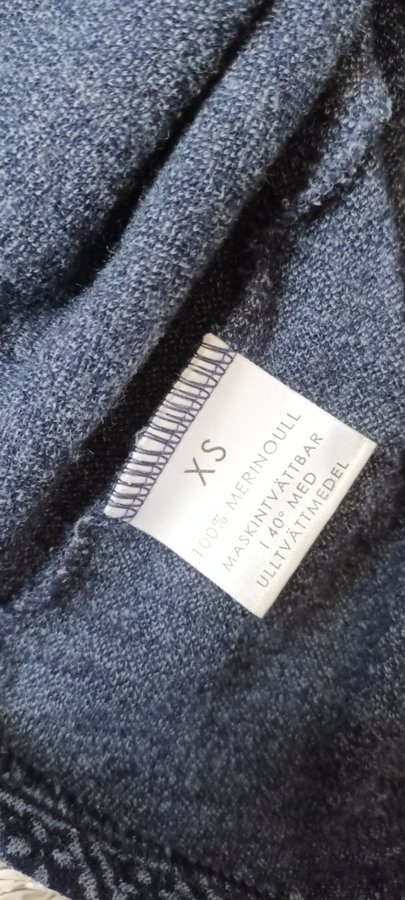 XS
100% MERINOULL
MASKINTVÄTTBAR
I 40° MED
ULLTVÄTTMEDEL